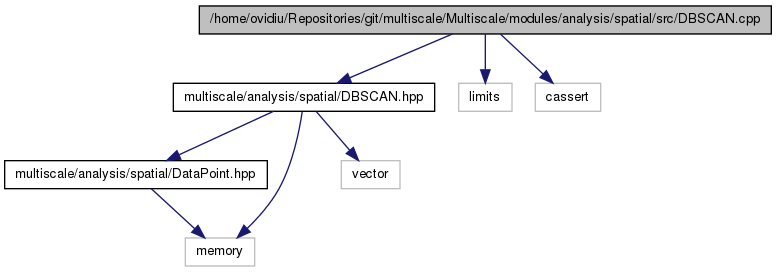 /home/ovidiu/Repositories/git/multiscale/Multiscale/modules/analysis/spatial/src/DBSCAN.cpp
multiscale/analysis/spatial/DBSCAN.hpp
limits
cassert
multiscale/analysis/spatial/DataPoint.hpp
vector
memory